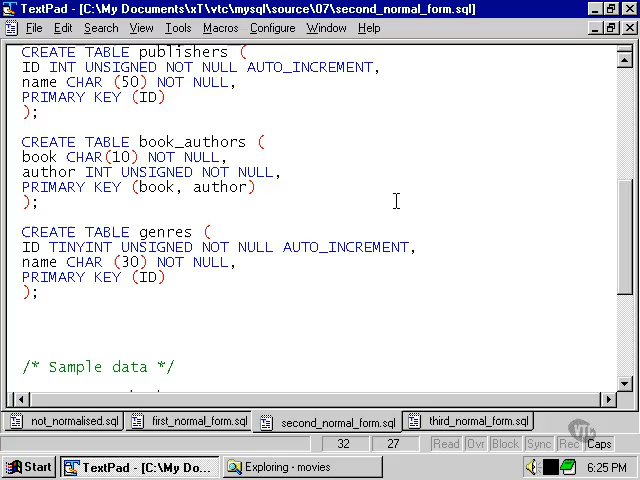 TextPad - [C:\My Documents\xT\vtc\mysql\source\07\second_normal_form.sql]
File Edit Search View Tools Macros Configure Window Help
CREATE TABLE publishers (
ID INT UNSIGNED NOT NULL AUTO_INCREMENT,
name CHAR (50) NOT NULL,
PRIMARY KEY (ID)
);
CREATE TABLE book_authors (
book CHAR(10) NOT NULL,
author INT UNSIGNED NOT NULL,
PRIMARY KEY (book, author)
);
CREATE TABLE genres (
ID TINYINT UNSIGNED NOT NULL AUTO_INCREMENT,
name CHAR (30) NOT NULL,
PRIMARY KEY (ID)
);
/* Sample data */
not_normalised.sql first_normal_form.sql second_normal_form.sql third_normal_form.sql
VTC
32 27 Read Ovr Block Sync Rec Caps
Start TextPad - [C:\My Do... Exploring - movies 6:25 PM